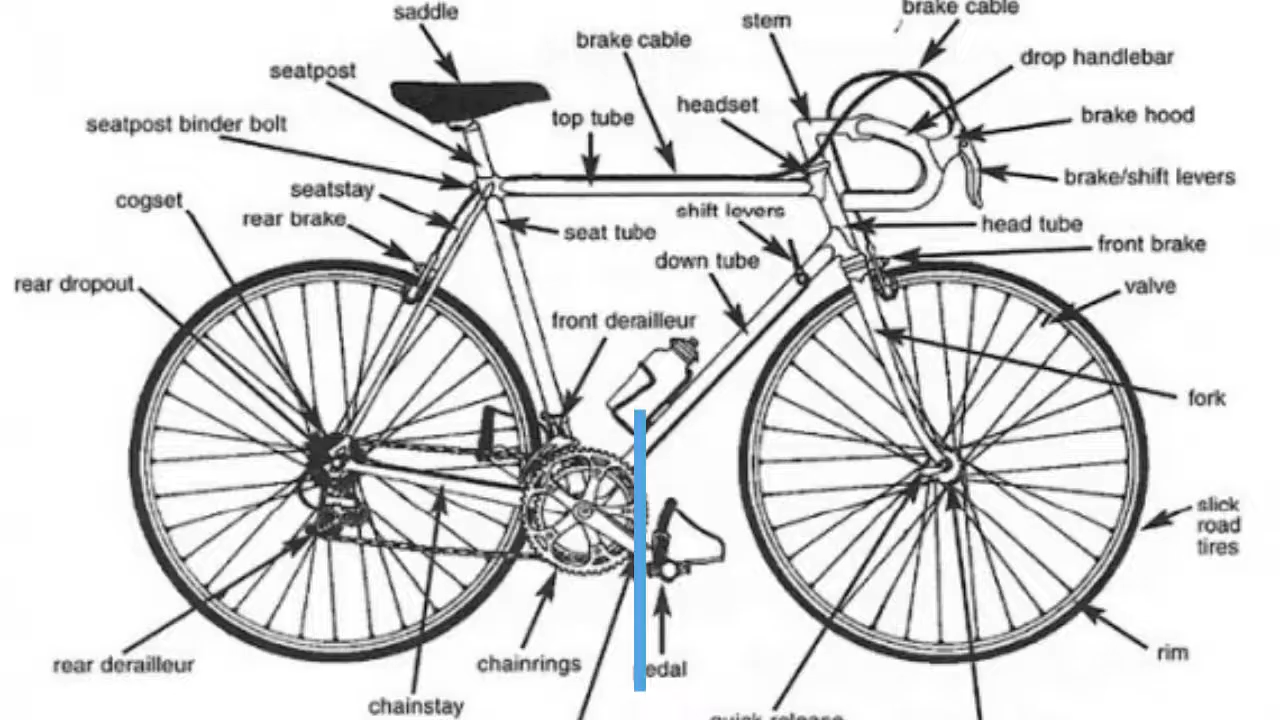 saddle
brake cable
stem
brake cable
drop handlebar
seatpost
headset
brake hood
top tube
seatpost binder bolt
brake/shift levers
seatstay
cogset
shift levers
rear brake
head tube
seat tube
front brake
down tube
rear dropout
valve
front derailleur
fork
slick
road
tires
rim
rear derailleur
chainrings
chainstay
quick release